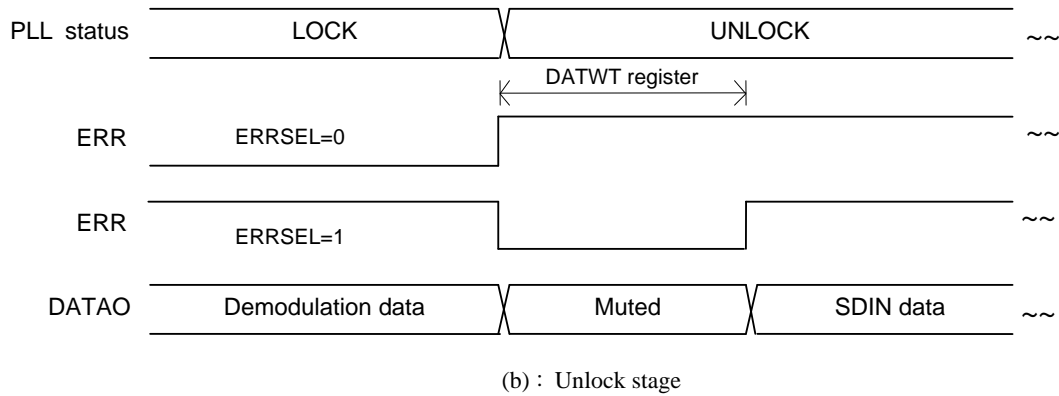 PLL status LOCK UNLOCK ~~
DATWT register
ERR ERRSEL=0 ~~
ERR ERRSEL=1 ~~
DATAO Demodulation data Muted SDIN data ~~
(b)：Unlock stage